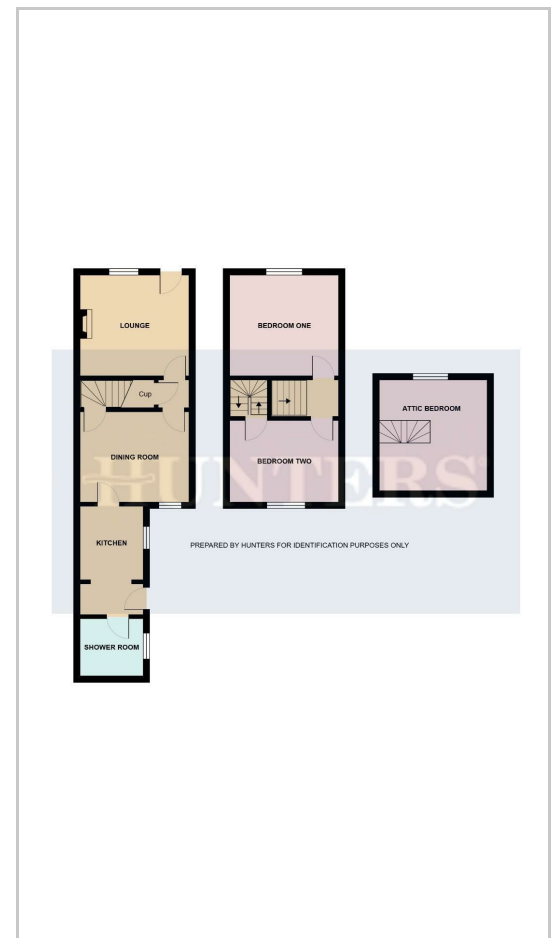 LOUNGE
Cup
DINING ROOM
KITCHEN
SHOWER ROOM
BEDROOM ONE
BEDROOM TWO
ATTIC BEDROOM
HUNTERS
PREPARED BY HUNTERS FOR IDENTIFICATION PURPOSES ONLY